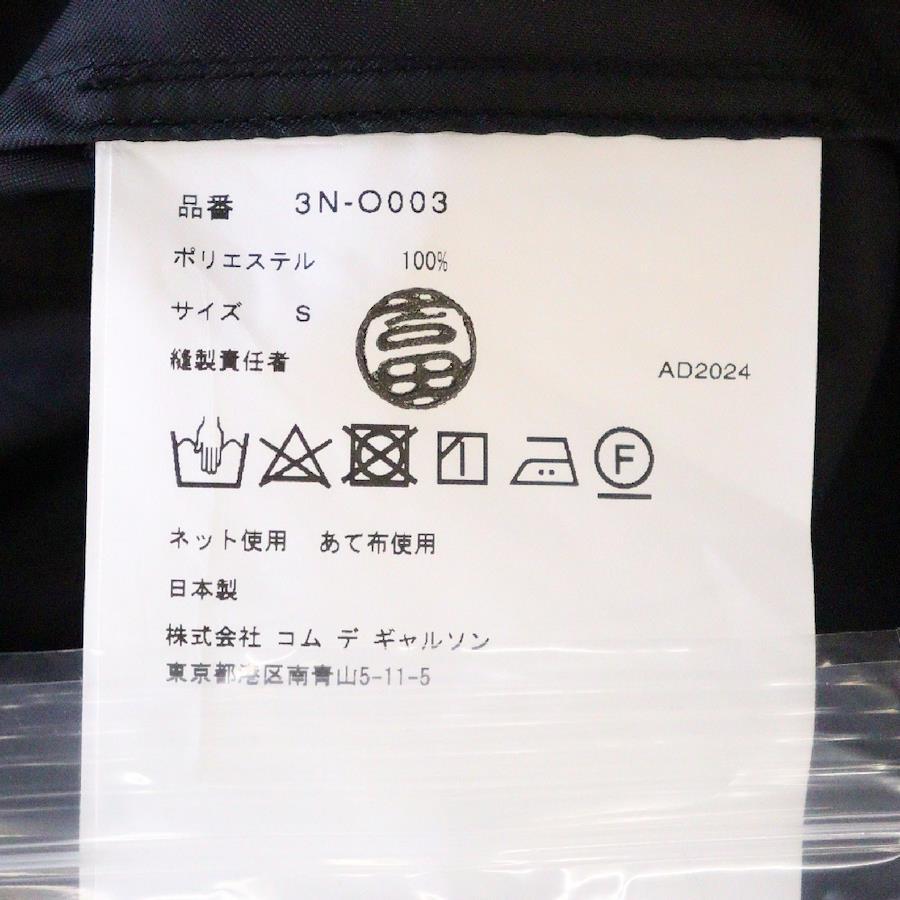 品番 3N-O003
ポリエステル 100%
サイズ S
縫製責任者
AD2024
F
ネット使用 あて布使用
日本製
株式会社 コム デ ギャルソン
東京都港区南青山5-11-5